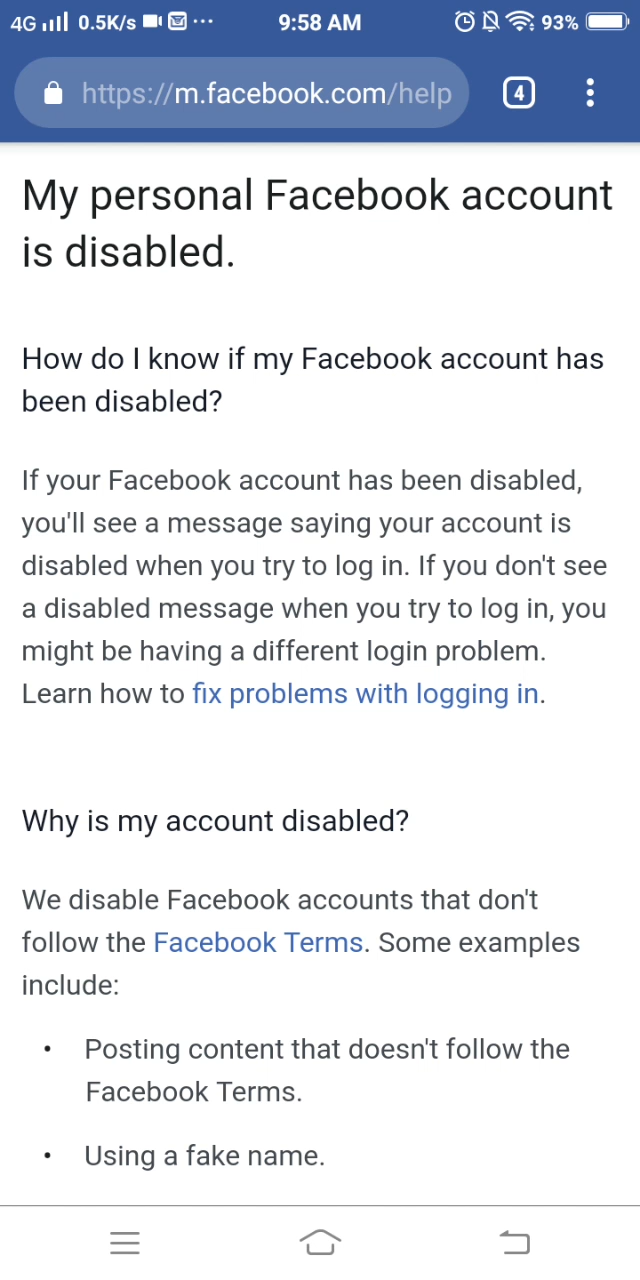 4G 0.5K/s ... 9:58 AM 93%
https://m.facebook.com/help 4
My personal Facebook account
is disabled.
How do I know if my Facebook account has
been disabled?
If your Facebook account has been disabled,
you'll see a message saying your account is
disabled when you try to log in. If you don't see
a disabled message when you try to log in, you
might be having a different login problem.
Learn how to fix problems with logging in.
Why is my account disabled?
We disable Facebook accounts that don't
follow the Facebook Terms. Some examples
include:
• Posting content that doesn't follow the
Facebook Terms.
• Using a fake name.